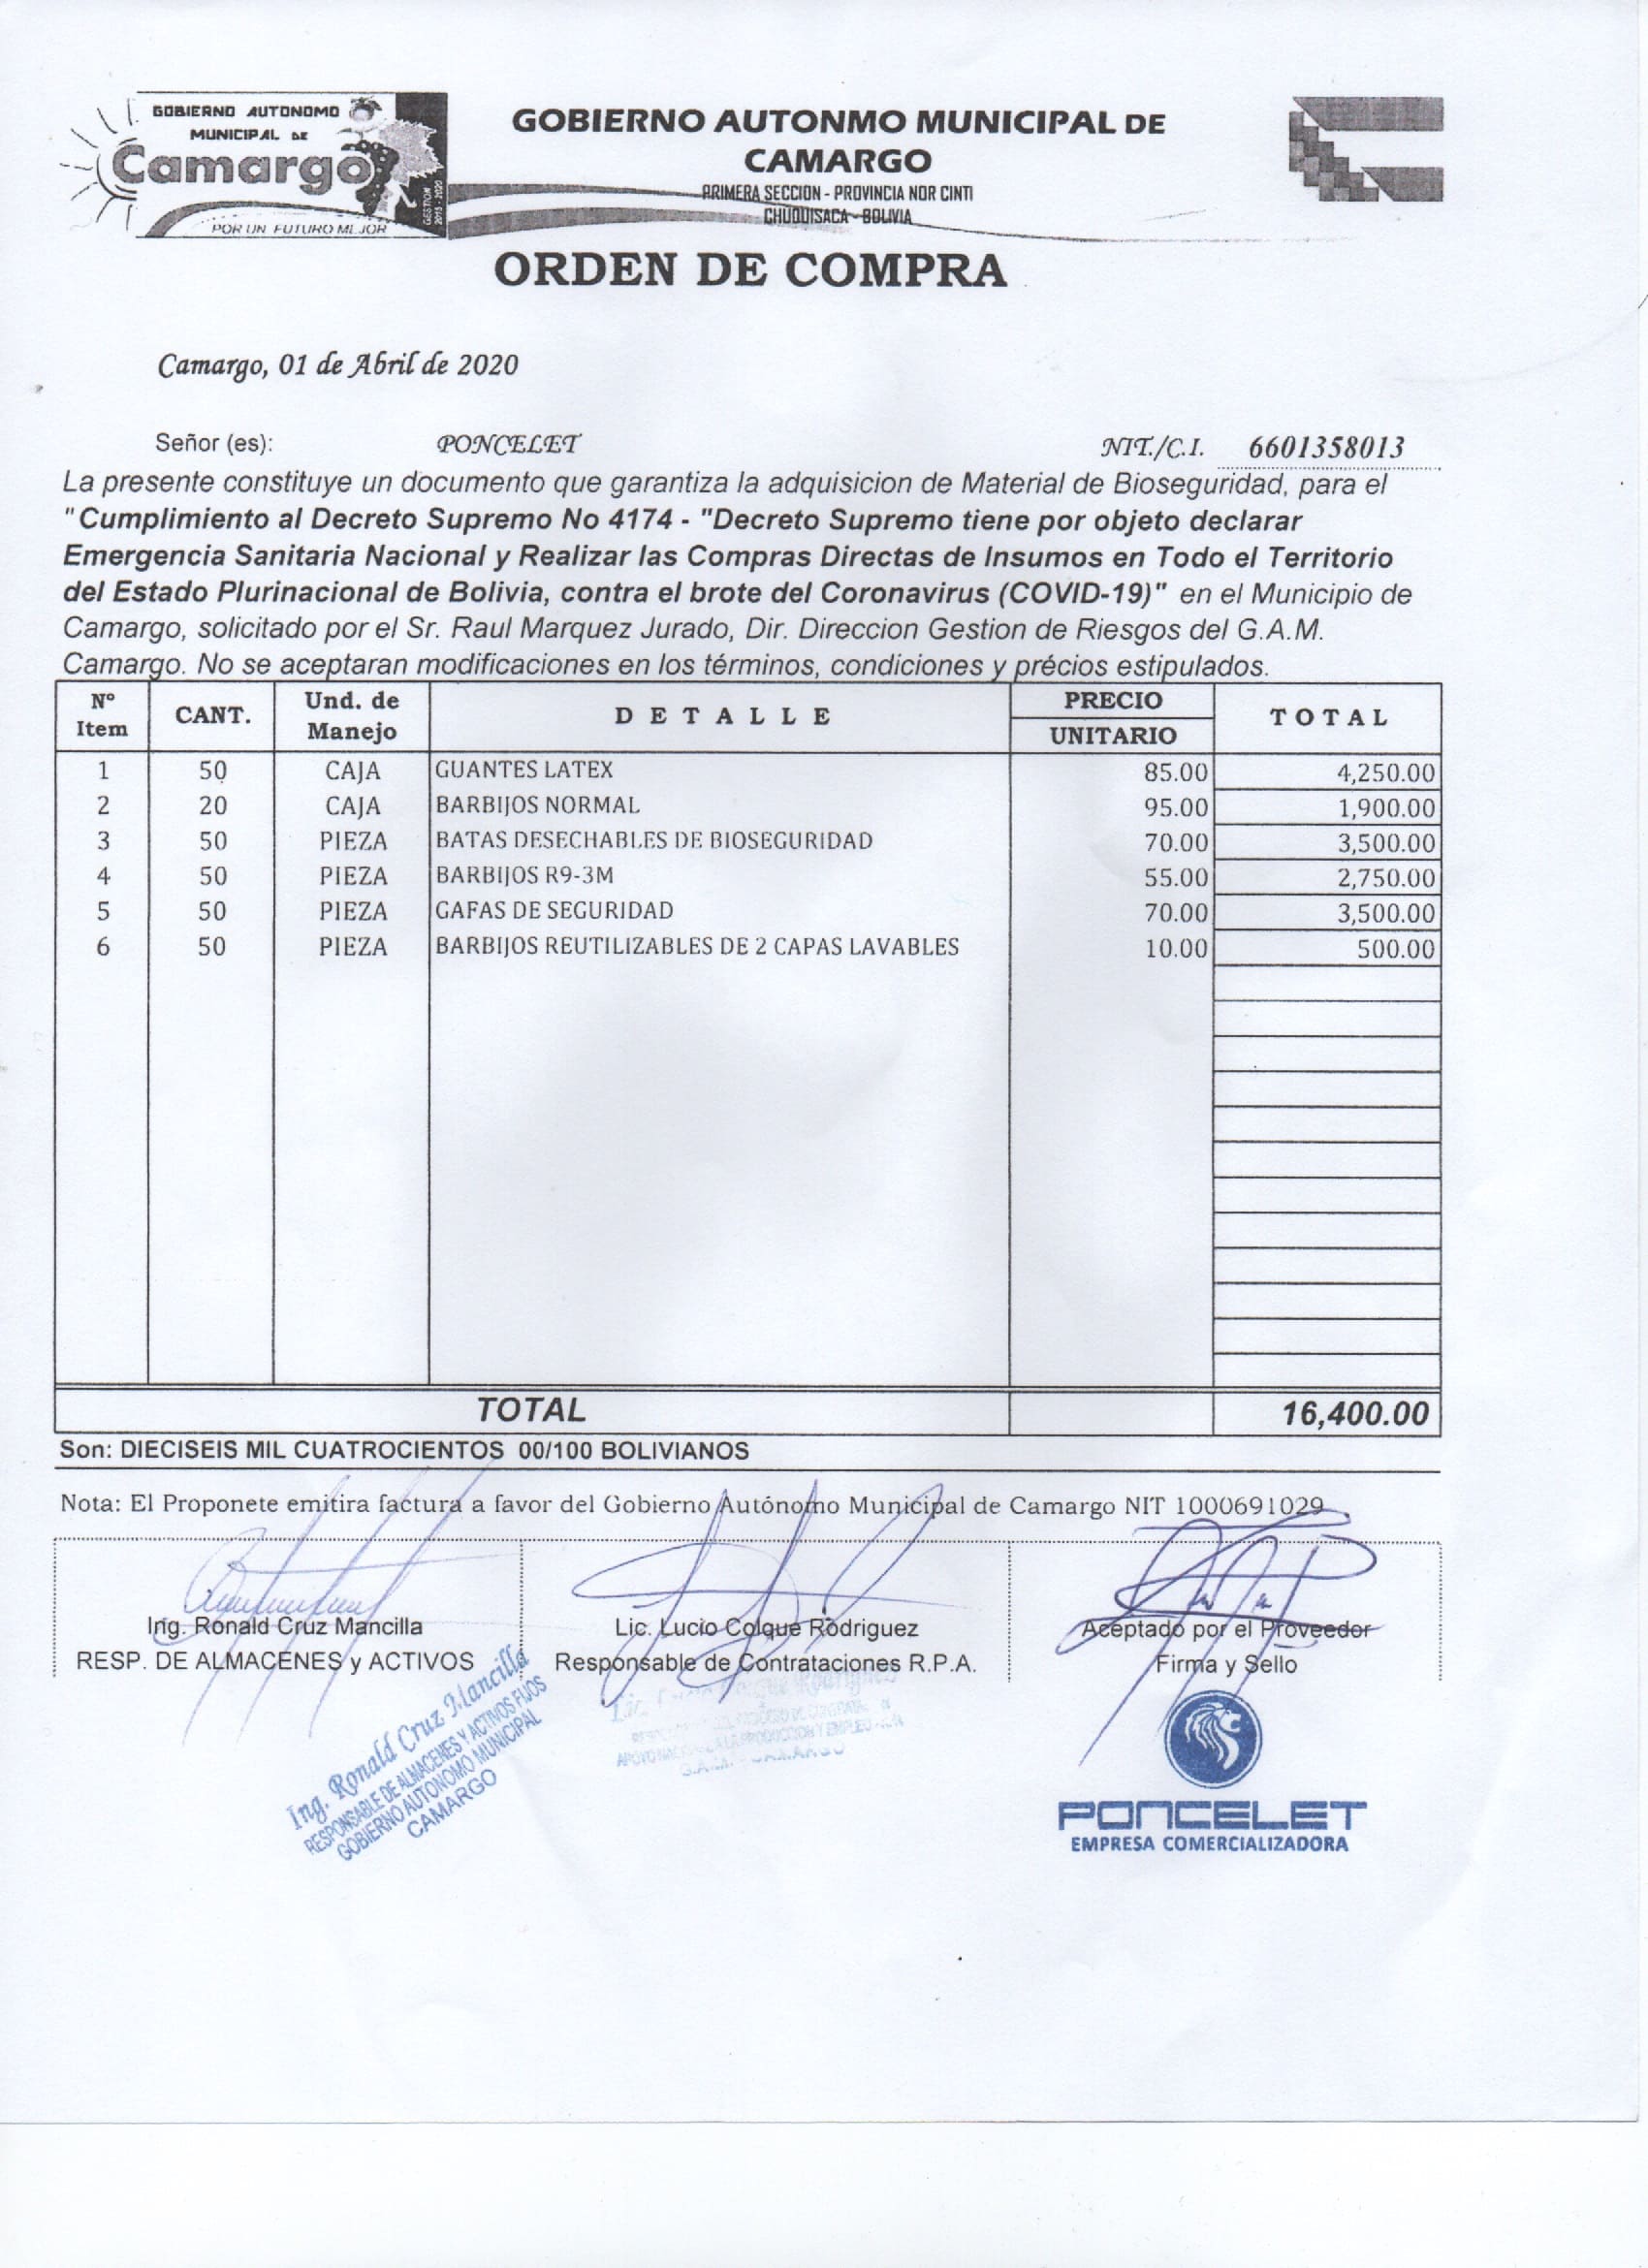 GOBIERNO AUTONOMO
MUNICIPAL DE
Camargo
GESTION
2015 - 2020
POR UN FUTURO MEJOR
GOBIERNO AUTONMO MUNICIPAL DE
CAMARGO
PRIMERA SECCION - PROVINCIA NOR CINTI
CHUQUISACA - BOLIVIA
ORDEN DE COMPRA
Camargo, 01 de Abril de 2020
Señor (es): PONCELET NIT./C.I. 6601358013
La presente constituye un documento que garantiza la adquisicion de Material de Bioseguridad, para el
"Cumplimiento al Decreto Supremo No 4174 - "Decreto Supremo tiene por objeto declarar
Emergencia Sanitaria Nacional y Realizar las Compras Directas de Insumos en Todo el Territorio
del Estado Plurinacional de Bolivia, contra el brote del Coronavirus (COVID-19)" en el Municipio de
Camargo, solicitado por el Sr. Raul Marquez Jurado, Dir. Direccion Gestion de Riesgos del G.A.M.
Camargo. No se aceptaran modificaciones en los términos, condiciones y précios estipulados.
N° Item CANT. Und. de Manejo DETALLE PRECIO UNITARIO TOTAL
1 50 CAJA GUANTES LATEX 85.00 4,250.00
2 20 CAJA BARBIJOS NORMAL 95.00 1,900.00
3 50 PIEZA BATAS DESECHABLES DE BIOSEGURIDAD 70.00 3,500.00
4 50 PIEZA BARBIJOS R9-3M 55.00 2,750.00
5 50 PIEZA GAFAS DE SEGURIDAD 70.00 3,500.00
6 50 PIEZA BARBIJOS REUTILIZABLES DE 2 CAPAS LAVABLES 10.00 500.00
TOTAL 16,400.00
Son: DIECISEIS MIL CUATROCIENTOS 00/100 BOLIVIANOS
Nota: El Proponete emitira factura a favor del Gobierno Autónomo Municipal de Camargo NIT 1000691029
Ing. Ronald Cruz Mancilla
RESP. DE ALMACENES y ACTIVOS
Lic. Lucio Colque Rodriguez
Responsable de Contrataciones R.P.A.
Aceptado por el Proveedor
Firma y Sello
Ing. Ronald Cruz Mancilla
RESPONSABLE DE ALMACENES Y ACTIVOS FIJOS
GOBIERNO AUTONOMO MUNICIPAL
CAMARGO
Lic. Rodriguez
PRODUCCION Y EMPLEO
G.A.M. - CAMARGO
PONCELET
EMPRESA COMERCIALIZADORA